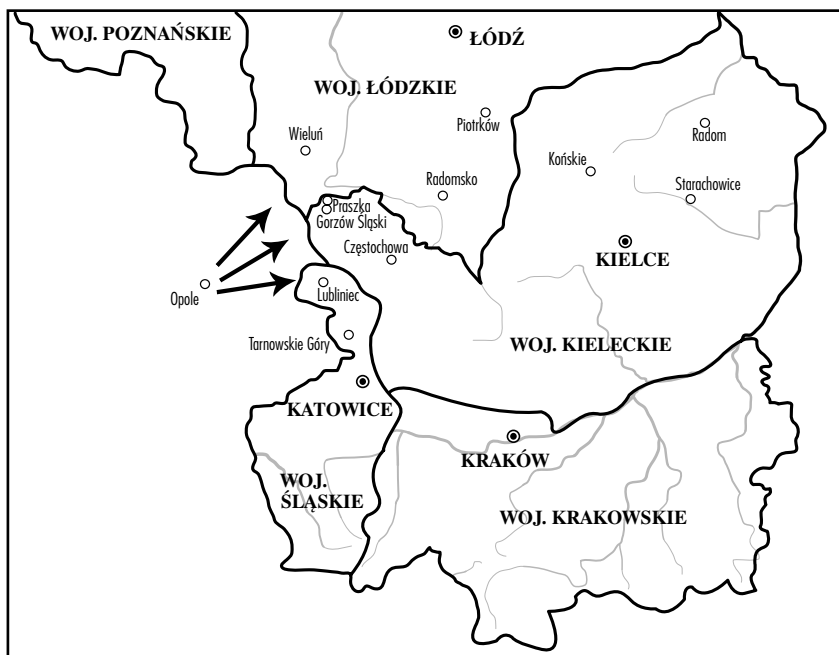 WOJ. POZNAŃSKIE
ŁÓDŹ
WOJ. ŁÓDZKIE
Piotrków
Radom
Wieluń
Końskie
Radomsko
Starachowice
Praszka
Gorzów Śląski
Częstochowa
KIELCE
Opole
Lubliniec
Tarnowskie Góry
WOJ. KIELECKIE
KATOWICE
KRAKÓW
WOJ.
ŚLĄSKIE
WOJ. KRAKOWSKIE